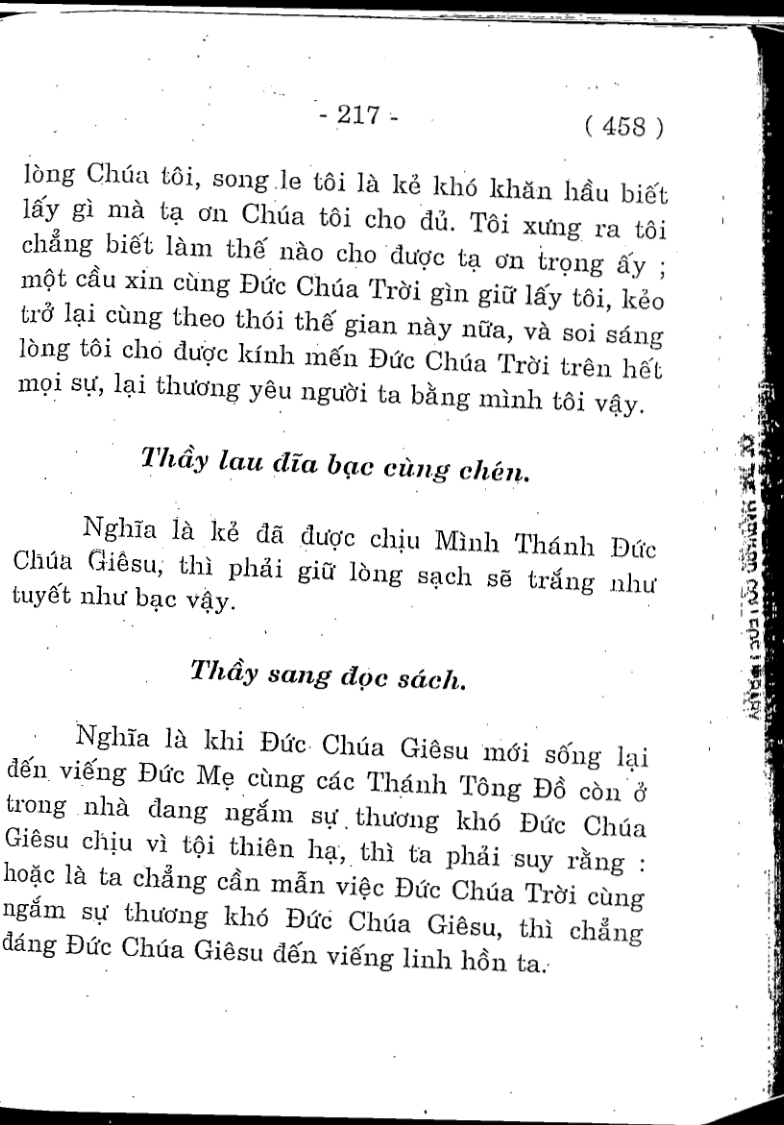 - 217 -
( 458 )
lòng Chúa tôi, song le tôi là kẻ khó khăn hầu biết
lấy gì mà tạ ơn Chúa tôi cho đủ. Tôi xưng ra tôi
chẳng biết làm thế nào cho được tạ ơn trọng ấy ;
một cầu xin cùng Đức Chúa Trời gìn giữ lấy tôi, kẻo
trở lại cùng theo thói thế gian này nữa, và soi sáng
lòng tôi cho được kính mến Đức Chúa Trời trên hết
mọi sự, lại thương yêu người ta bằng mình tôi vậy.
Thầy lau đĩa bạc cùng chén.
Nghĩa là kẻ đã được chịu Mình Thánh Đức
Chúa Giêsu, thì phải giữ lòng sạch sẽ trắng như
tuyết như bạc vậy.
Thầy sang đọc sách.
Nghĩa là khi Đức Chúa Giêsu mới sống lại
đến viếng Đức Mẹ cùng các Thánh Tông Đồ còn ở
trong nhà đang ngắm sự thương khó Đức Chúa
Giêsu chịu vì tội thiên hạ, thì ta phải suy rằng :
hoặc là ta chẳng cần mẫn việc Đức Chúa Trời cùng
ngắm sự thương khó Đức Chúa Giêsu, thì chẳng
đáng Đức Chúa Giêsu đến viếng linh hồn ta.